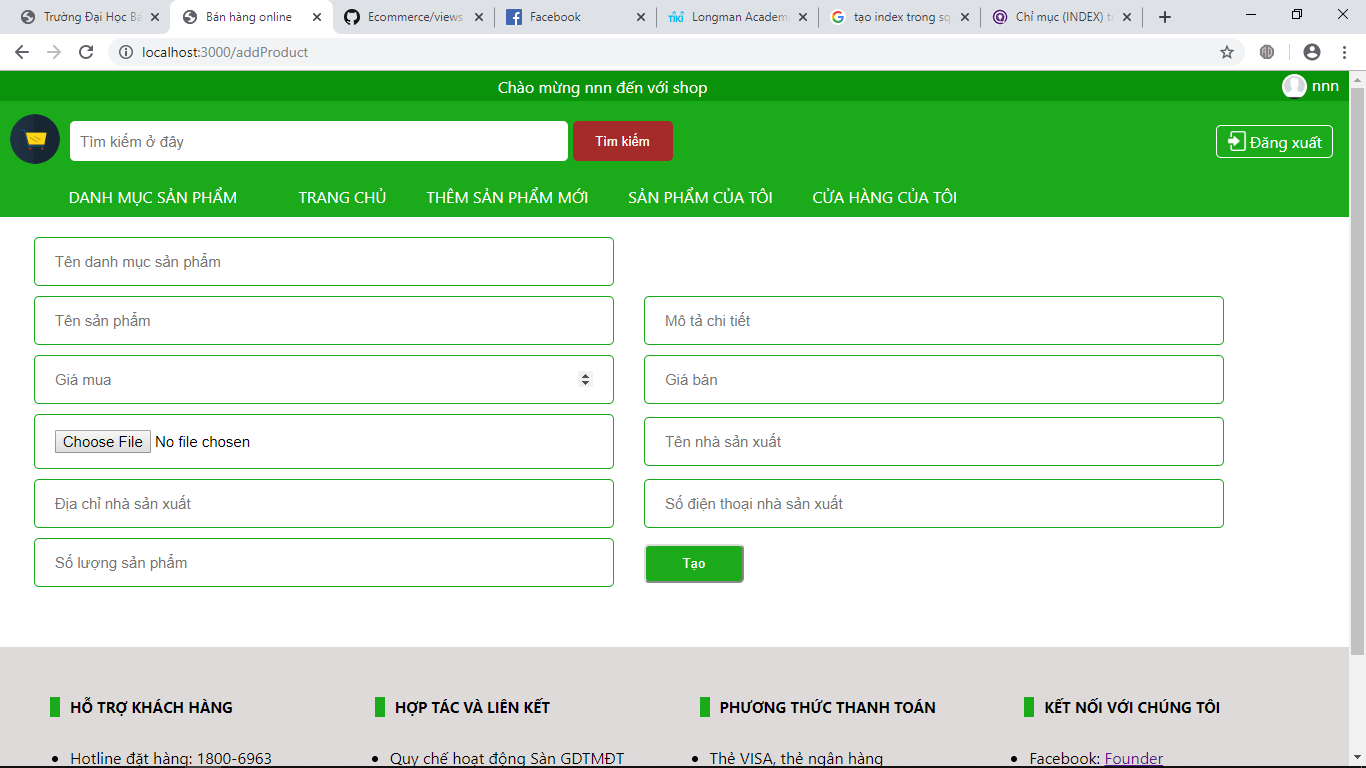 Trường Đại Học Bá
Bán hàng online
Ecommerce/views
Facebook
TIKI Longman Academ
tạo index trong sq
Chỉ mục (INDEX) tr
localhost:3000/addProduct
Chào mừng nnn đến với shop
nnn
Tìm kiếm ở đây
Tìm kiếm
Đăng xuất
DANH MỤC SẢN PHẨM
TRANG CHỦ
THÊM SẢN PHẨM MỚI
SẢN PHẨM CỦA TÔI
CỬA HÀNG CỦA TÔI
Tên danh mục sản phẩm
Tên sản phẩm
Mô tả chi tiết
Giá mua
Giá bán
Choose File No file chosen
Tên nhà sản xuất
Địa chỉ nhà sản xuất
Số điện thoại nhà sản xuất
Số lượng sản phẩm
Tạo
HỖ TRỢ KHÁCH HÀNG
HỢP TÁC VÀ LIÊN KẾT
PHƯƠNG THỨC THANH TOÁN
KẾT NỐI VỚI CHÚNG TÔI
Hotline đặt hàng: 1800-6963
Quy chế hoạt động Sàn GDTMĐT
Thẻ VISA, thẻ ngân hàng
Facebook: Founder